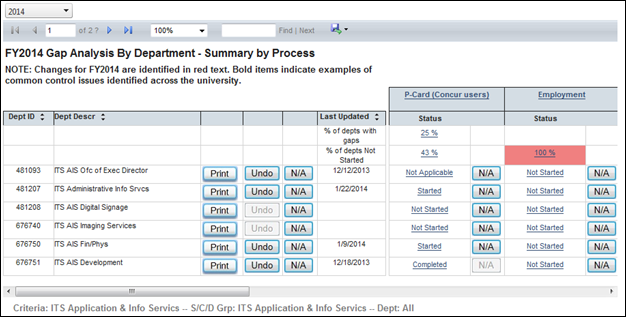 2014
1 of 2 ? 100% Find | Next
FY2014 Gap Analysis By Department - Summary by Process
NOTE: Changes for FY2014 are identified in red text. Bold items indicate examples of
common control issues identified across the university.
P-Card (Concur users) Employment
Dept ID Dept Descr Last Updated Status Status
% of depts with gaps 25 %
% of depts Not Started 43 % 100 %
481093 ITS AIS Ofc of Exec Director Print Undo N/A 12/12/2013 Not Applicable N/A Not Started N/A
481207 ITS AIS Administrative Info Srvcs Print Undo N/A 1/22/2014 Started N/A Not Started N/A
481208 ITS AIS Digital Signage Print Undo N/A Not Started N/A Not Started N/A
676740 ITS AIS Imaging Services Print Undo N/A Not Started N/A Not Started N/A
676750 ITS AIS Fin/Phys Print Undo N/A 1/9/2014 Started N/A Not Started N/A
676751 ITS AIS Development Print Undo N/A 12/18/2013 Completed N/A Not Started N/A
Criteria: ITS Application & Info Servics -- S/C/D Grp: ITS Application & Info Servics -- Dept: All